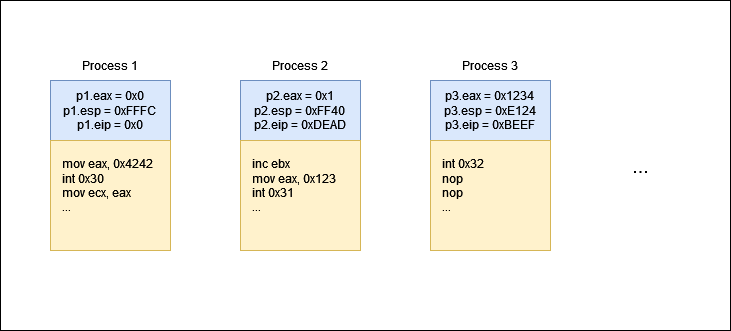 Process 1
p1.eax = 0x0
p1.esp = 0xFFFC
p1.eip = 0x0
mov eax, 0x4242
int 0x30
mov ecx, eax
...
Process 2
p2.eax = 0x1
p2.esp = 0xFF40
p2.eip = 0xDEAD
inc ebx
mov eax, 0x123
int 0x31
...
Process 3
p3.eax = 0x1234
p3.esp = 0xE124
p3.eip = 0xBEEF
int 0x32
nop
nop
...
...